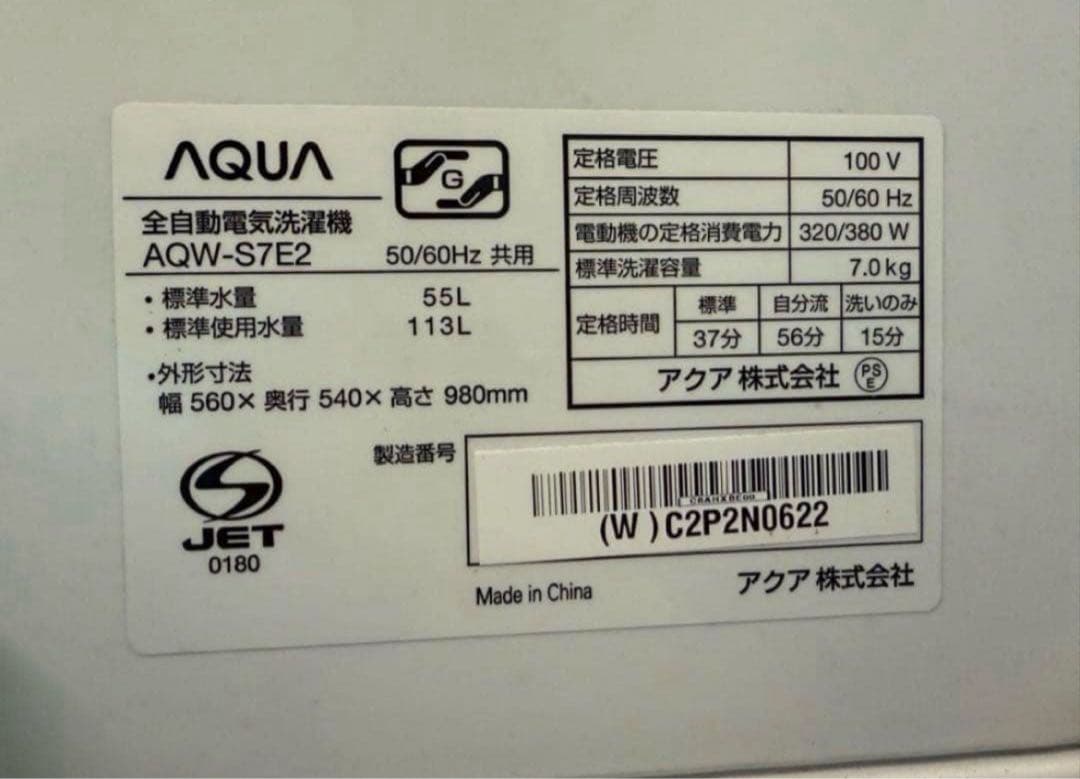 AQUA
G
全自動電気洗濯機
AQW-S7E2
50/60Hz 共用
・標準水量 55L
・標準使用水量 113L
・外形寸法
幅 560× 奥行 540× 高さ 980mm
定格電圧 100 V
定格周波数 50/60 Hz
電動機の定格消費電力 320/380 W
標準洗濯容量 7.0kg
定格時間 標準 自分流 洗いのみ
37分 56分 15分
アクア 株式会社 PS E
JET
0180
製造番号
(W)C2P2N0622
Made in China
アクア 株式会社